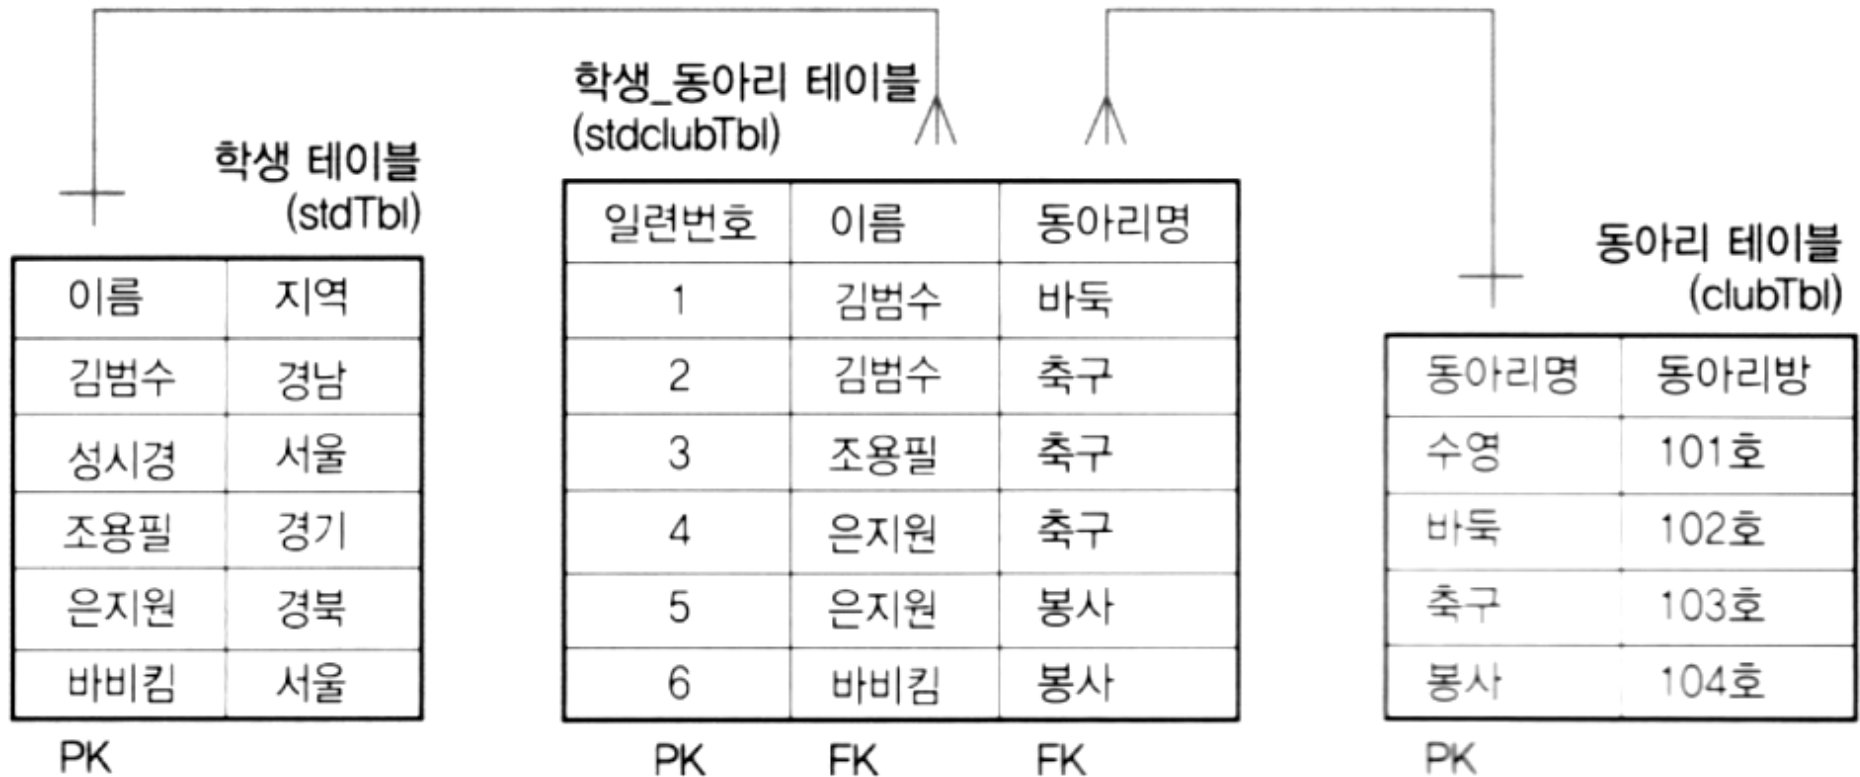 학생 테이블
(stdTbl)
이름 지역
김범수 경남
성시경 서울
조용필 경기
은지원 경북
바비킴 서울
PK
학생_동아리 테이블
(stdclubTbl)
일련번호 이름 동아리명
1 김범수 바둑
2 김범수 축구
3 조용필 축구
4 은지원 축구
5 은지원 봉사
6 바비킴 봉사
PK FK FK
동아리 테이블
(clubTbl)
동아리명 동아리방
수영 101호
바둑 102호
축구 103호
봉사 104호
PK